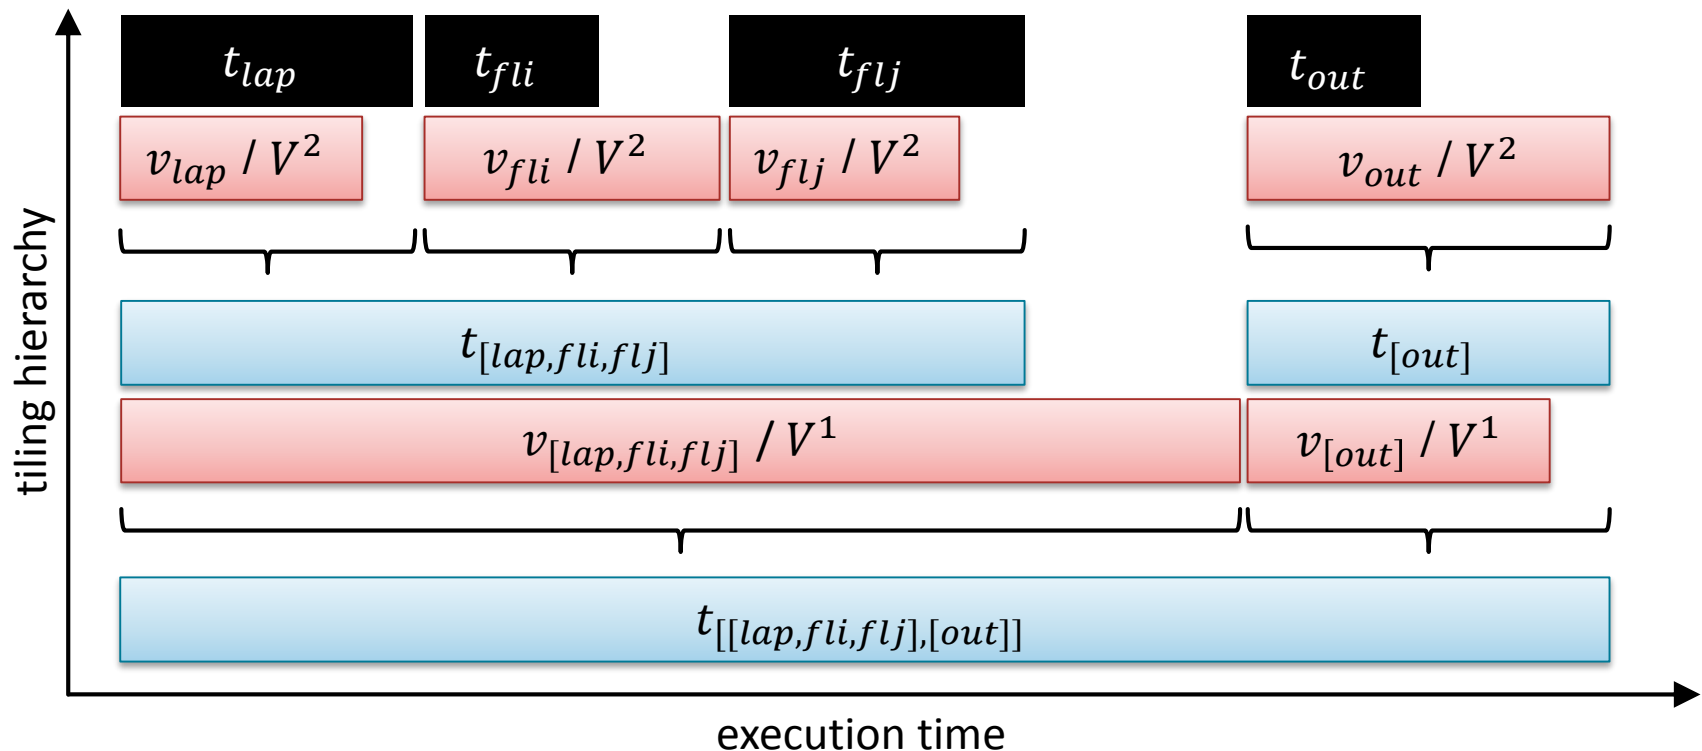 t_lap t_fli t_flj t_out
v_lap / V^2 v_fli / V^2 v_flj / V^2 v_out / V^2
t_[lap,fli,flj] t_[out]
v_[lap,fli,flj] / V^1 v_[out] / V^1
t_[[lap,fli,flj],[out]]
tiling hierarchy
execution time